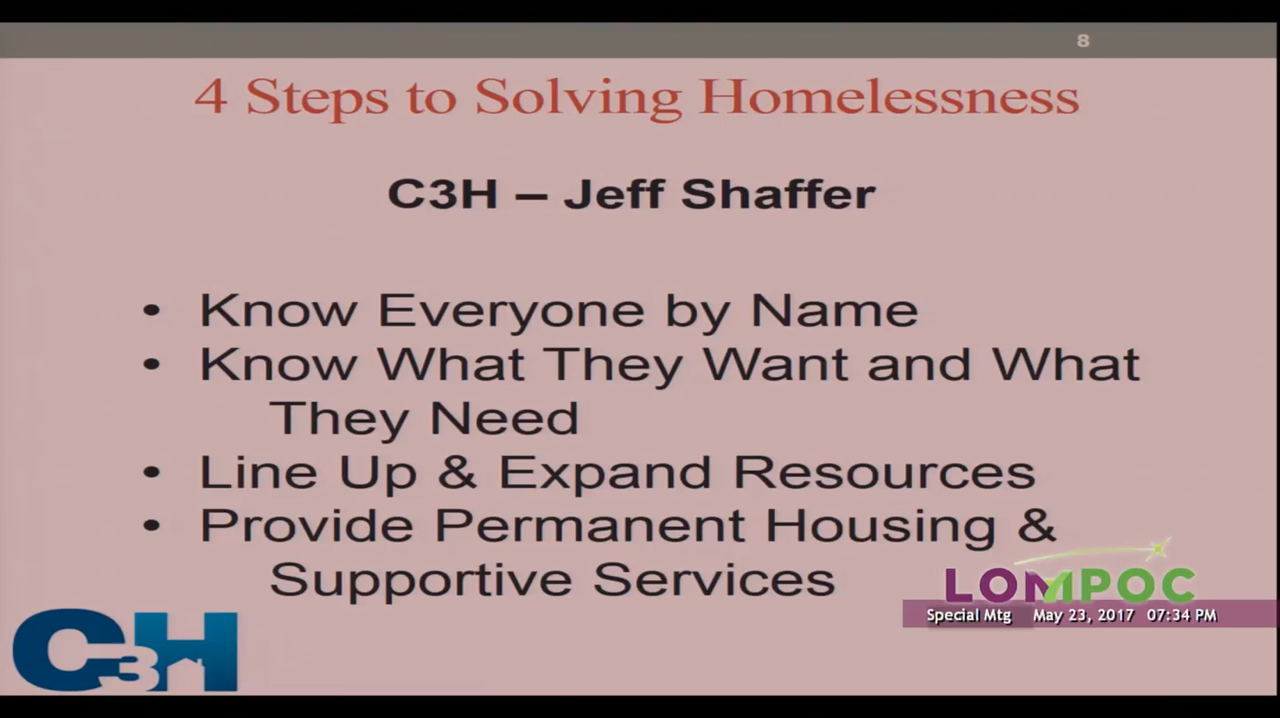 8
4 Steps to Solving Homelessness
C3H – Jeff Shaffer
• Know Everyone by Name
• Know What They Want and What
They Need
• Line Up & Expand Resources
• Provide Permanent Housing &
Supportive Services
LOMPOC
Special Mtg May 23, 2017 07:34 PM
C3H